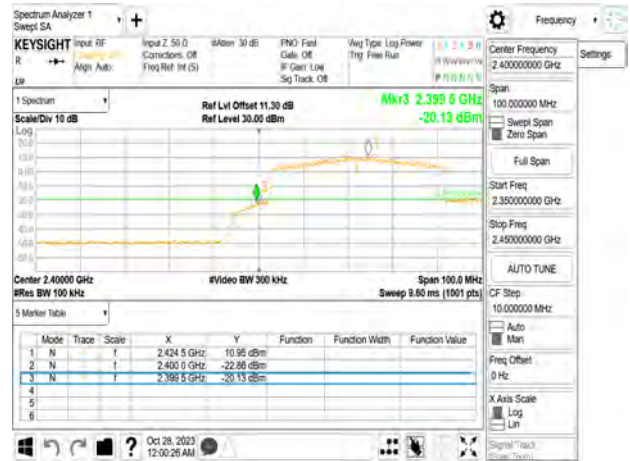 Spectrum Analyzer 1
Swept SA
Frequency
KEYSIGHT
Input: RF
Input Z: 50 Ω
#Atten: 30 dB
PNO: Fast
Avg Type: Log-Power
Corrections: Off
Gate: Off
Trig: Free Run
Align: Auto
Freq Ref: Int (S)
IF Gain: Low
Sig Track: Off
Center Frequency
2.400000000 GHz
Settings
Span
100.000000 MHz
Swept Span
Zero Span
Full Span
Start Freq
2.350000000 GHz
Stop Freq
2.450000000 GHz
AUTO TUNE
CF Step
10.000000 MHz
Auto
Man
Freq Offset
0 Hz
X Axis Scale
Log
Lin
Signal Track
1 Spectrum
Scale/Div 10 dB
Ref Lvl Offset 11.30 dB
Ref Level 30.00 dBm
Mkr3 2.399 5 GHz
-20.13 dBm
Log
Center 2.40000 GHz
#Video BW 300 kHz
Span 100.0 MHz
#Res BW 100 kHz
Sweep 9.60 ms (1001 pts)
5 Marker Table
Mode Trace Scale X Y Function Function Width Function Value
1 N f 2.424 5 GHz 10.95 dBm
2 N f 2.400 0 GHz -22.86 dBm
3 N f 2.399 5 GHz -20.13 dBm
4
5
6
Oct 28, 2023
12:00:26 AM